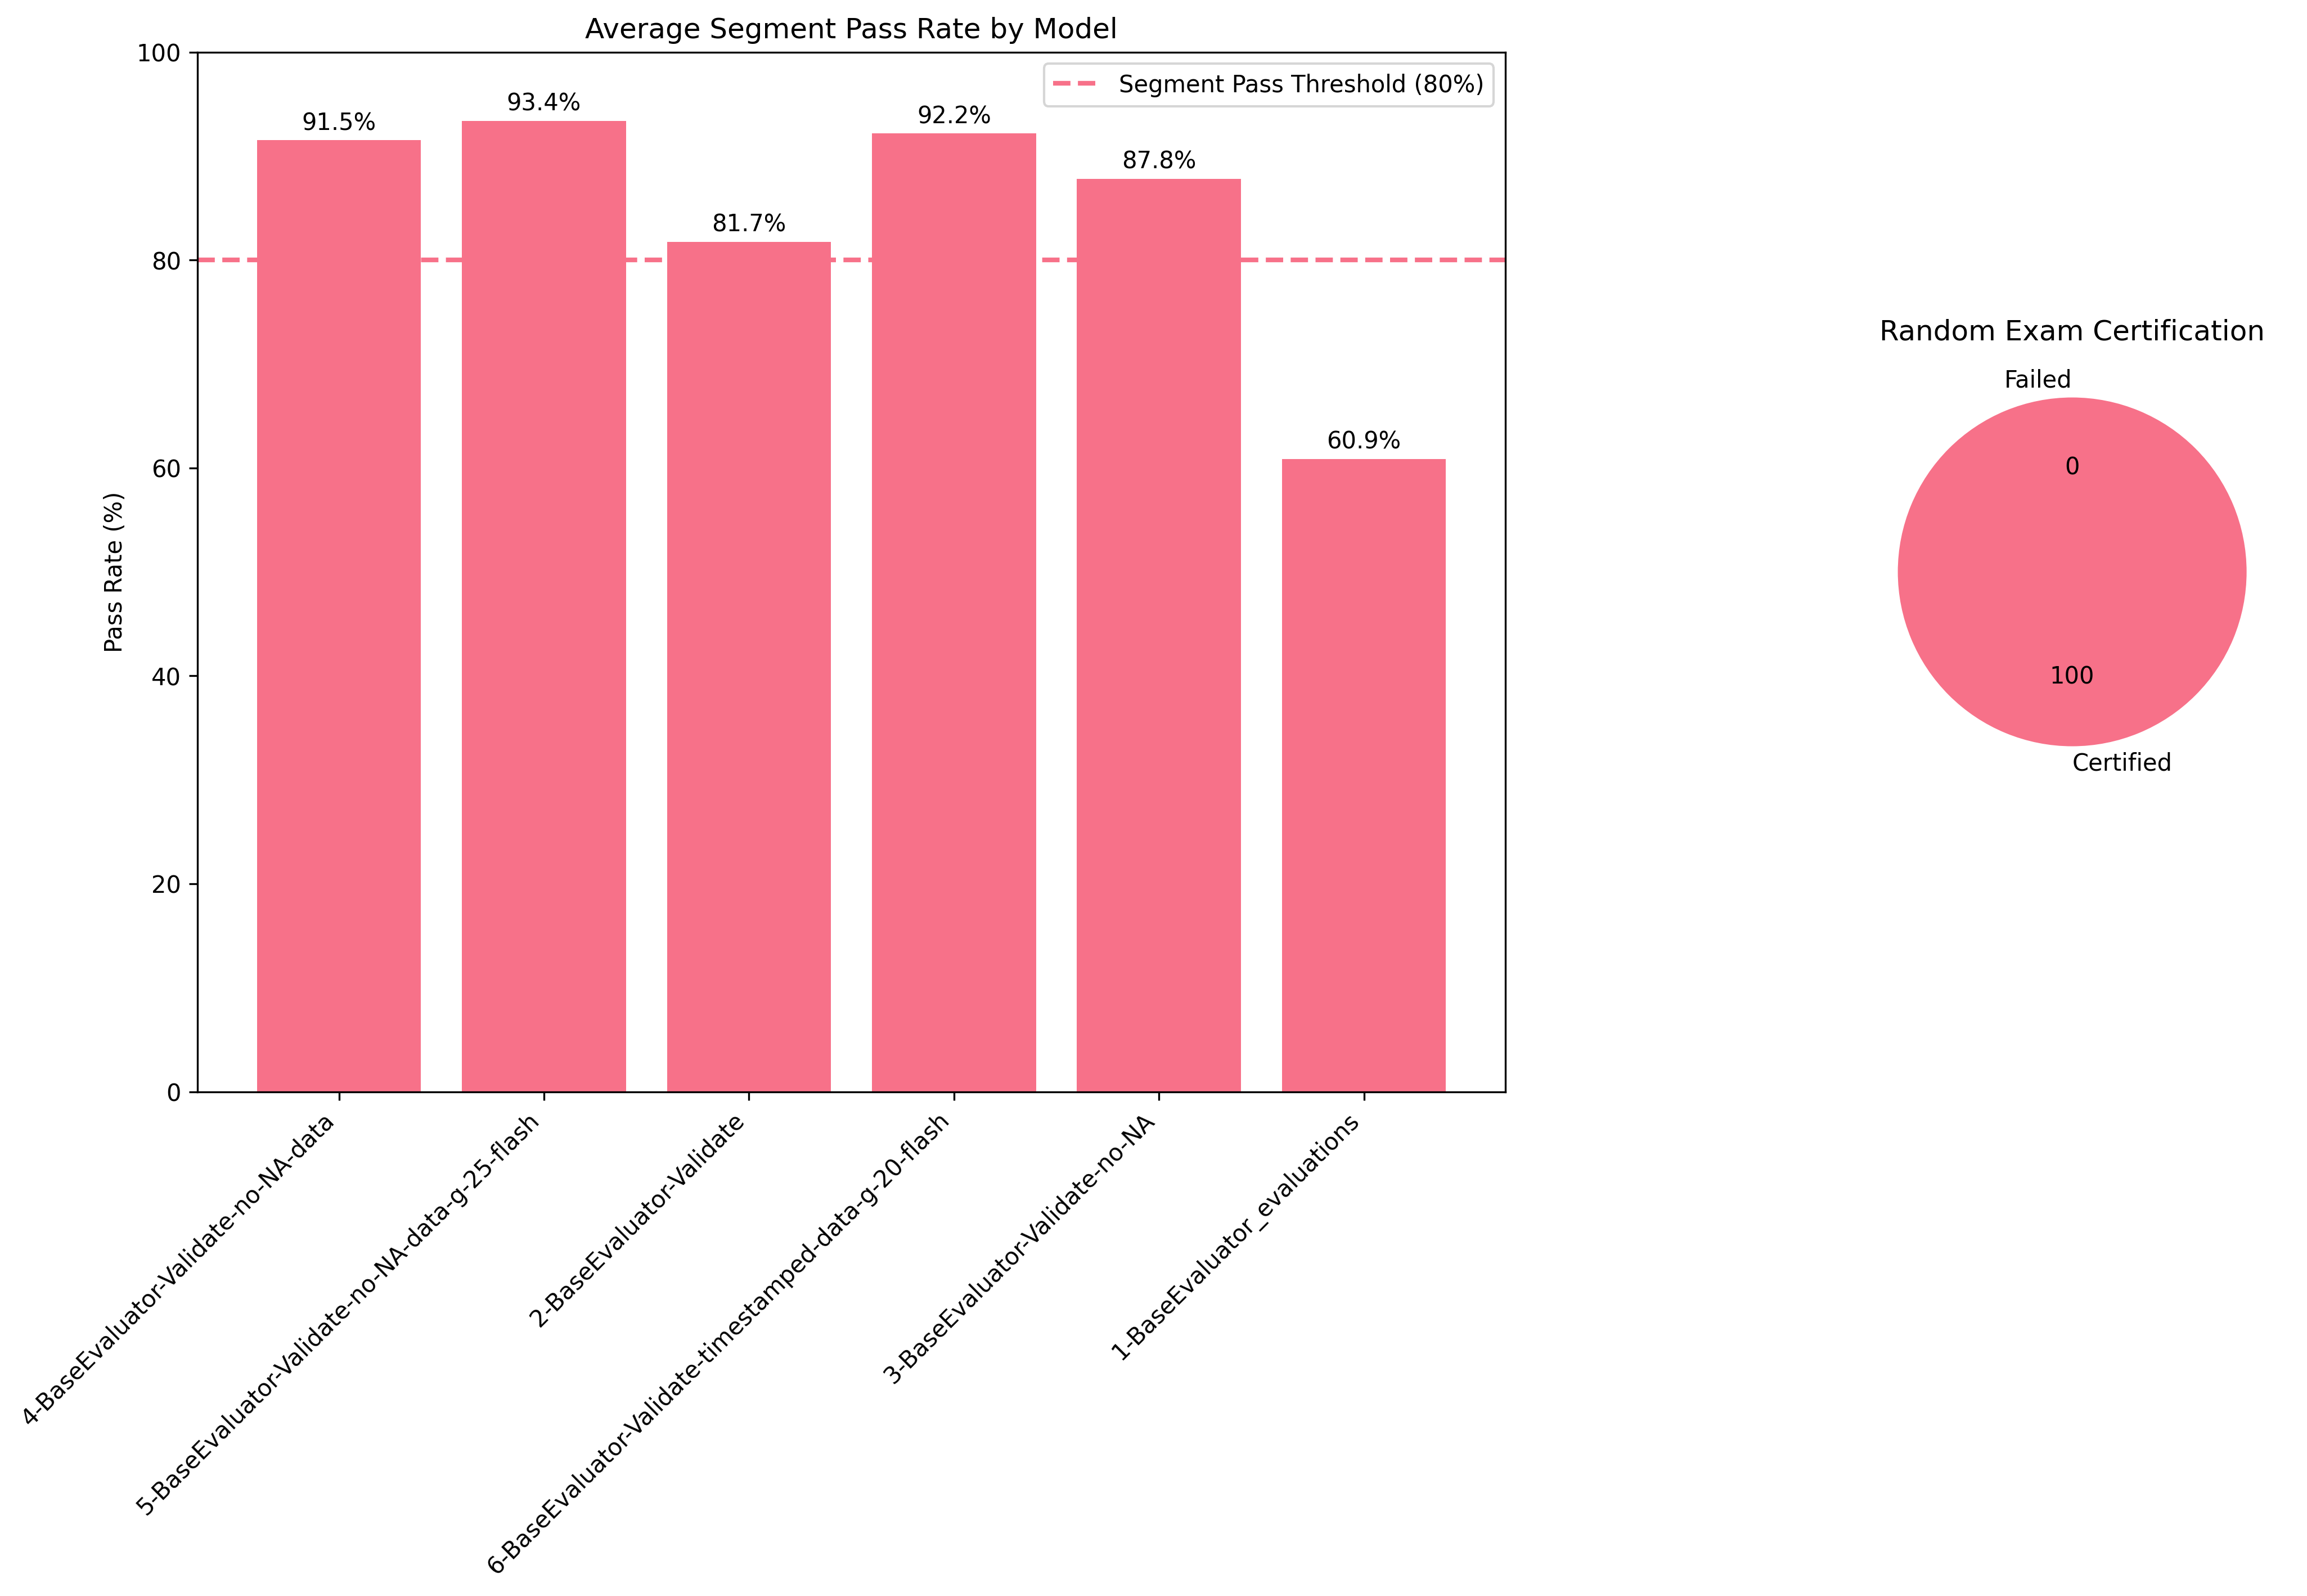 Average Segment Pass Rate by Model
Segment Pass Threshold (80%)
Pass Rate (%)
100
80
60
40
20
0
91.5%
93.4%
81.7%
92.2%
87.8%
60.9%
4-BaseEvaluator-Validate-no-NA-data
5-BaseEvaluator-Validate-no-NA-data-g-25-flash
2-BaseEvaluator-Validate
6-BaseEvaluator-Validate-timestamped-data-g-20-flash
3-BaseEvaluator-Validate-no-NA
1-BaseEvaluator_evaluations
Random Exam Certification
Failed
0
100
Certified